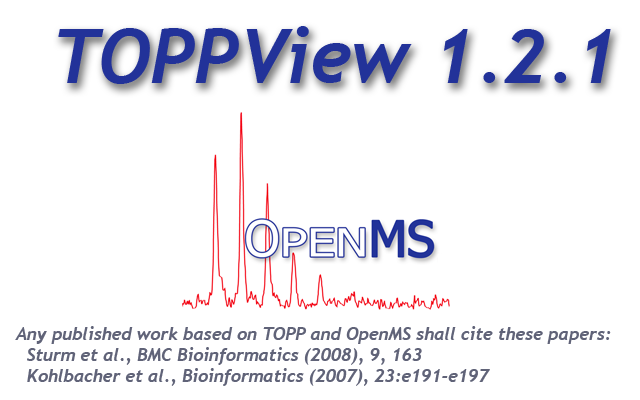 TOPPView 1.2.1
OPENMS
Any published work based on TOPP and OpenMS shall cite these papers:
Sturm et al., BMC Bioinformatics (2008), 9, 163
Kohlbacher et al., Bioinformatics (2007), 23:e191-e197